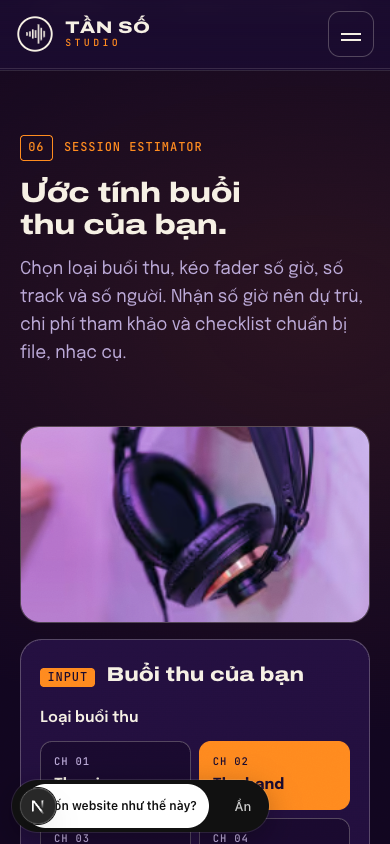 TẦN SỐ
STUDIO
06 SESSION ESTIMATOR
Ước tính buổi
thu của bạn.
Chọn loại buổi thu, kéo fader số giờ, số
track và số người. Nhận số giờ nên dự trù,
chi phí tham khảo và checklist chuẩn bị
file, nhạc cụ.
INPUT Buổi thu của bạn
Loại buổi thu
CH 01 CH 02
band
website như thế này? Ẩn
CH 03 CH 04